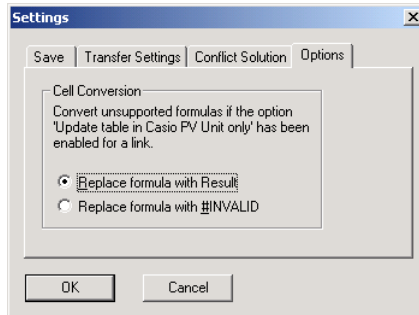 Settings
Save Transfer Settings Conflict Solution Options
Cell Conversion
Convert unsupported formulas if the option
'Update table in Casio PV Unit only' has been
enabled for a link.
Replace formula with Result
Replace formula with #INVALID
OK Cancel